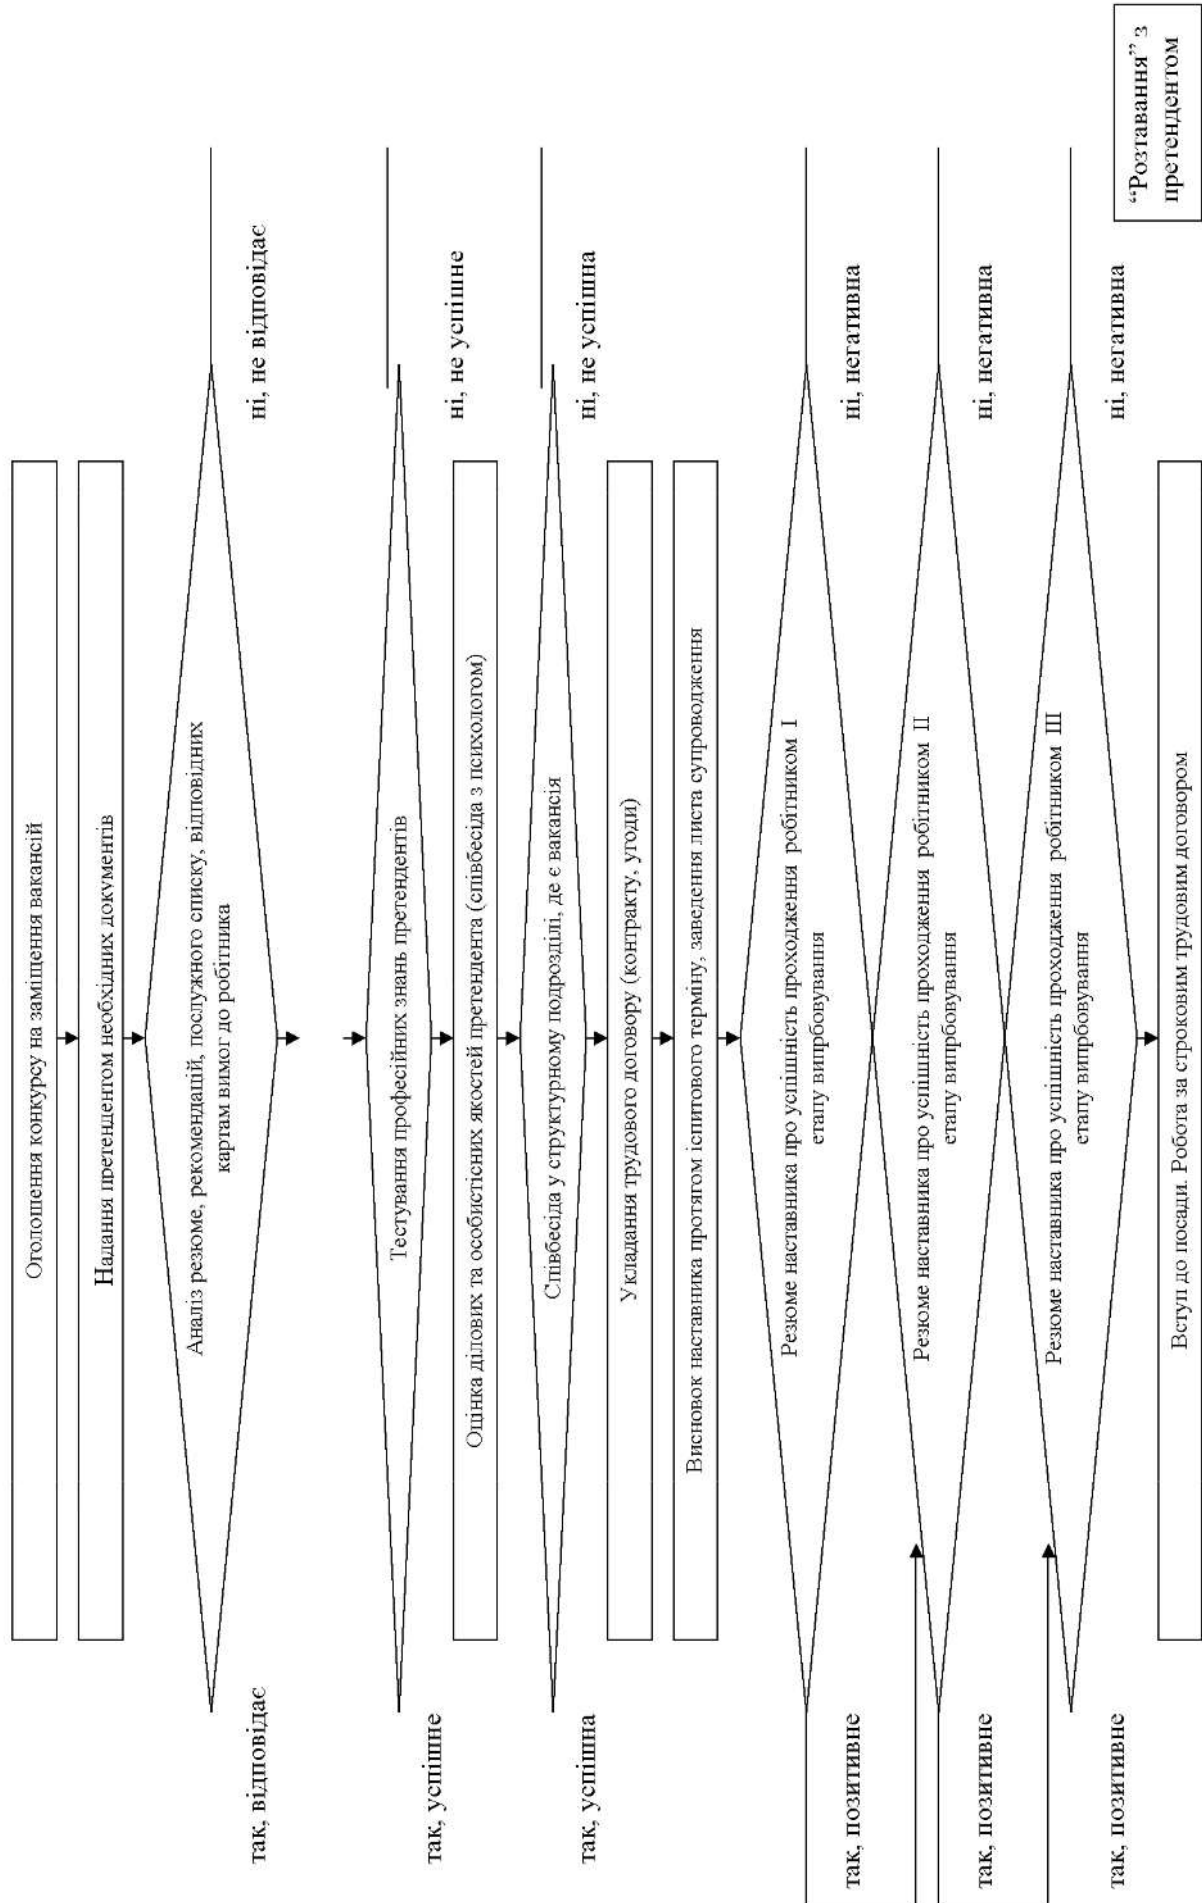 Оголошення конкурсу на заміщення вакансій
Надання претендентом необхідних документів
Аналіз резюме, рекомендацій, послужного списку, відповідних
картам вимог до робітника
так, відповідає
ні, не відповідає
Тестування професійних знань претендентів
так, успішне
ні, не успішне
Оцінка ділових та особистісних якостей претендента (співбесіда з психологом)
Співбесіда у структурному подрозділі, де є вакансія
так, успішна
ні, не успішна
Укладання трудового договору (контракту, угоди)
Висновок наставника протягом іспитового терміну, заведення листа супроводження
Резюме наставника про успішність проходження робітником I
етапу випрбовування
так, позитивне
ні, негативна
Резюме наставника про успішність проходження робітником II
етапу випрбовування
так, позитивне
ні, негативна
Резюме наставника про успішність проходження робітником III
етапу випрбовування
так, позитивне
ні, негативна
Вступ до посади. Робота за строковим трудовим договором
“Розтавання” з
претендентом